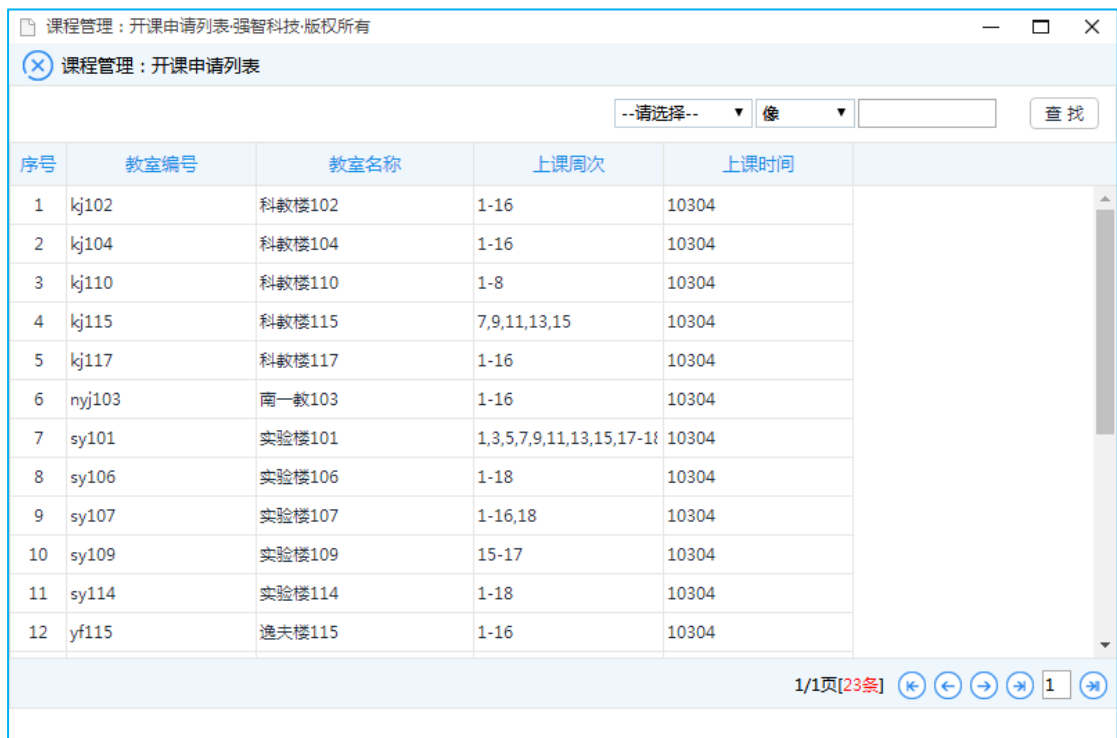 课程管理：开课申请列表·强智科技·版权所有
课程管理：开课申请列表
--请选择-- 像 查 找
序号 教室编号 教室名称 上课周次 上课时间
1 kj102 科教楼102 1-16 10304
2 kj104 科教楼104 1-16 10304
3 kj110 科教楼110 1-8 10304
4 kj115 科教楼115 7,9,11,13,15 10304
5 kj117 科教楼117 1-16 10304
6 nyj103 南一教103 1-16 10304
7 sy101 实验楼101 1,3,5,7,9,11,13,15,17-18 10304
8 sy106 实验楼106 1-18 10304
9 sy107 实验楼107 1-16,18 10304
10 sy109 实验楼109 15-17 10304
11 sy114 实验楼114 1-18 10304
12 yf115 逸夫楼115 1-16 10304
1/1页[23条] 1